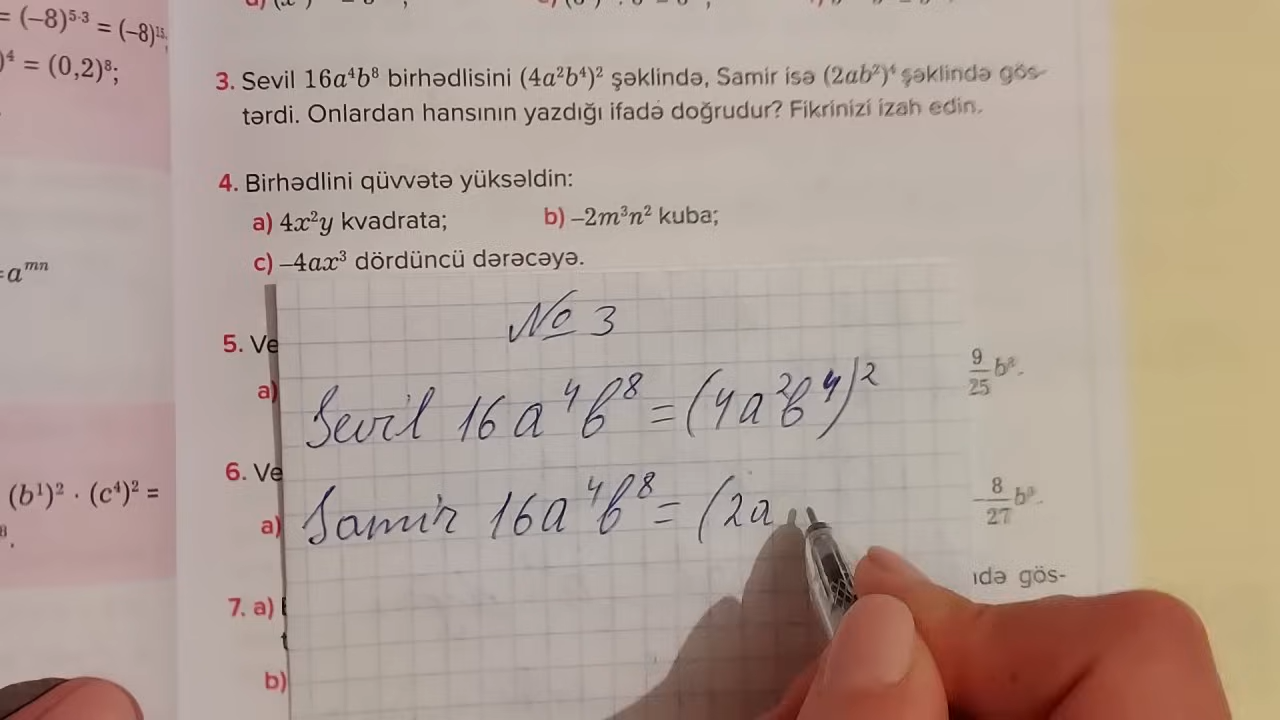 = (−8)⁵·³ = (−8)¹⁵;
)⁴ = (0,2)⁸;
3. Sevil 16a⁴b⁸ birhədlisini (4a²b⁴)² şəklində, Samir isə (2ab²)⁴ şəklində gös-
tərdi. Onlardan hansının yazdığı ifadə doğrudur? Fikrinizi izah edin.
4. Birhədlini qüvvətə yüksəldin:
a) 4x²y kvadrata; b) −2m³n² kuba;
c) −4ax³ dördüncü dərəcəyə.
= aᵐⁿ
№ 3
5. Ve
a) 9/25 b⁸.
Sevil 16a⁴b⁸ = (4a²b⁴)²
6. Ve
(b¹)² · (c⁴)² =
a) −8/27 b⁹.
Samir 16a⁴b⁸ = (2a
idə gös-
7. a)
b)